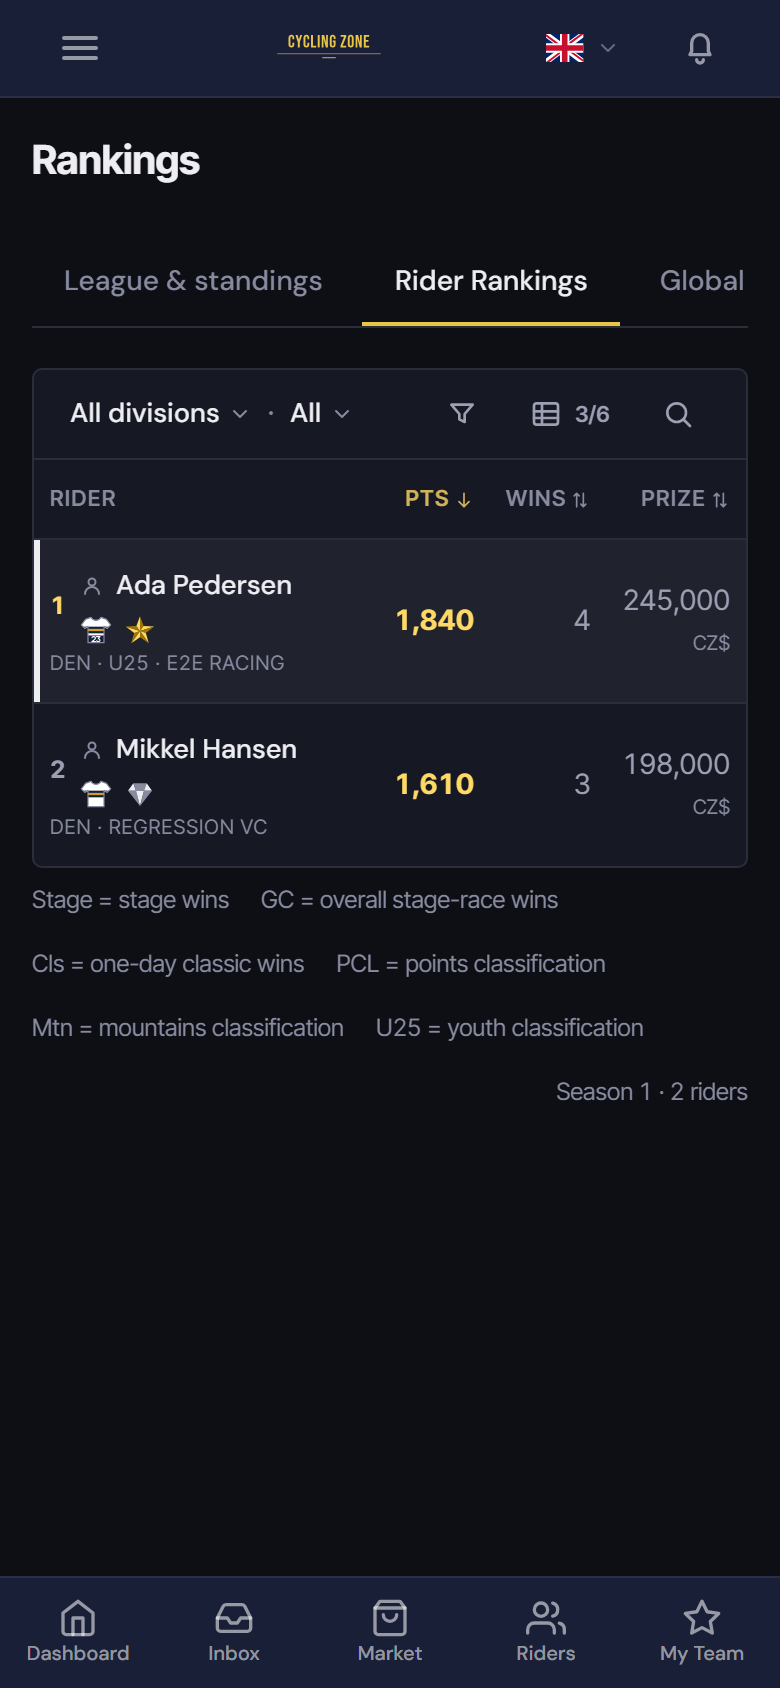 CYCLING ZONE
Rankings
League & standings Rider Rankings Global
All divisions · All 3/6
RIDER PTS ↓ WINS ↑↓ PRIZE ↑↓
1 Ada Pedersen 1,840 4 245,000 CZ$
23
DEN · U25 · E2E RACING
2 Mikkel Hansen 1,610 3 198,000 CZ$
DEN · REGRESSION VC
Stage = stage wins GC = overall stage-race wins
Cls = one-day classic wins PCL = points classification
Mtn = mountains classification U25 = youth classification
Season 1 · 2 riders
Dashboard Inbox Market Riders My Team